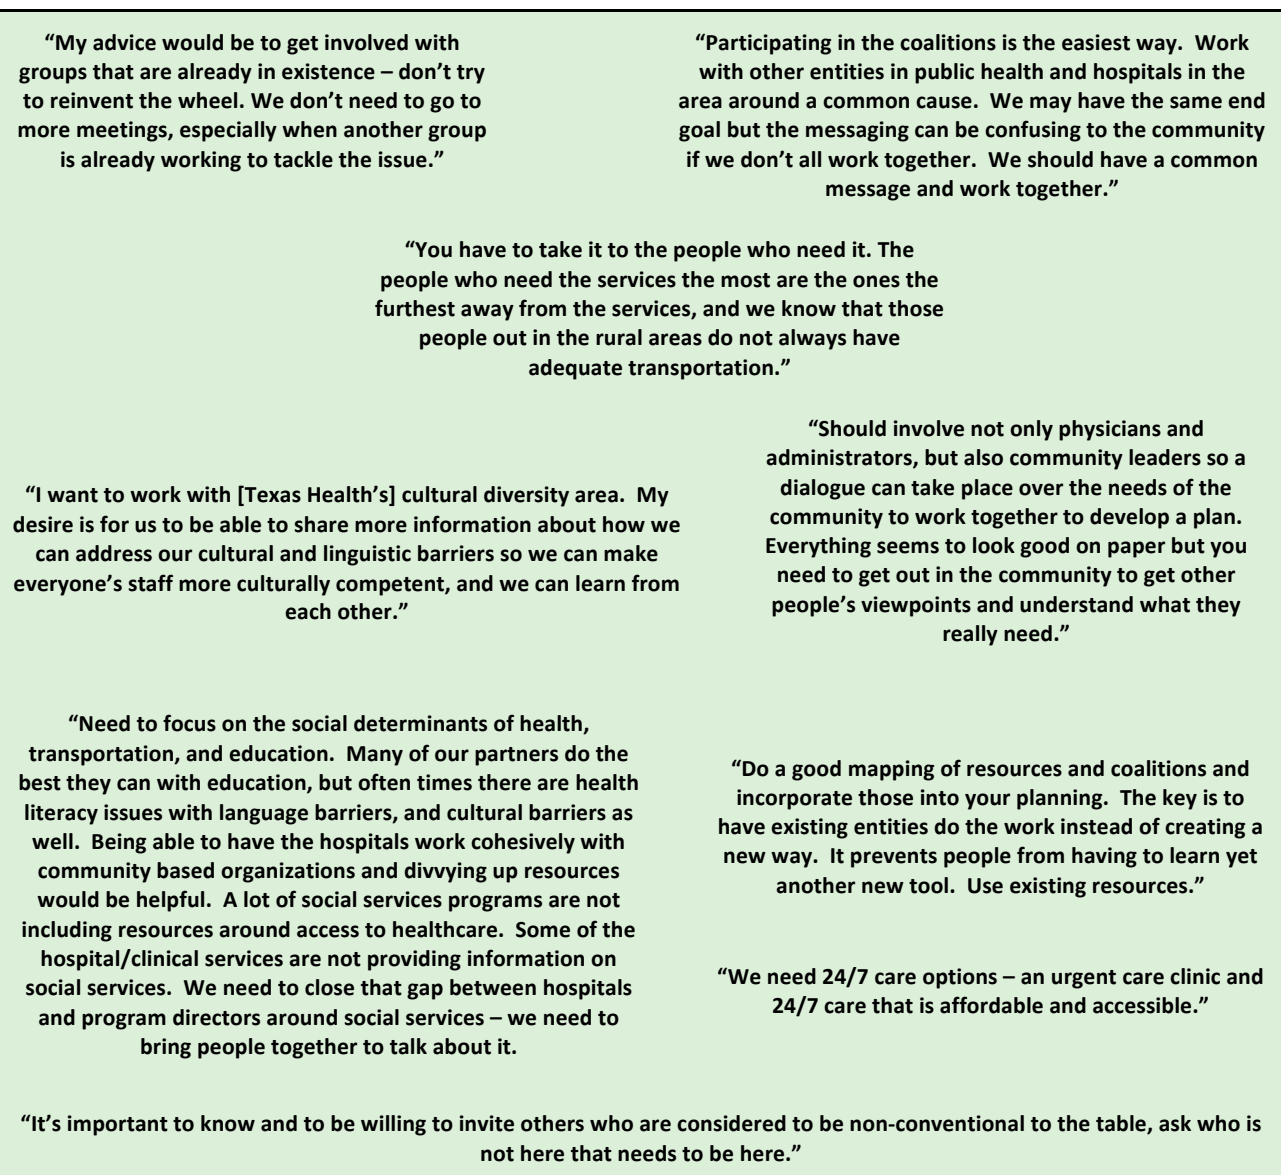 “My advice would be to get involved with
groups that are already in existence – don’t try
to reinvent the wheel. We don’t need to go to
more meetings, especially when another group
is already working to tackle the issue.”
“Participating in the coalitions is the easiest way.  Work
with other entities in public health and hospitals in the
area around a common cause.  We may have the same end
goal but the messaging can be confusing to the community
if we don’t all work together.  We should have a common
message and work together.”
“You have to take it to the people who need it. The
people who need the services the most are the ones the
furthest away from the services, and we know that those
people out in the rural areas do not always have
adequate transportation.”
“I want to work with [Texas Health’s] cultural diversity area.  My
desire is for us to be able to share more information about how we
can address our cultural and linguistic barriers so we can make
everyone’s staff more culturally competent, and we can learn from
each other.”
“Should involve not only physicians and
administrators, but also community leaders so a
dialogue can take place over the needs of the
community to work together to develop a plan.
Everything seems to look good on paper but you
need to get out in the community to get other
people’s viewpoints and understand what they
really need.”
“Need to focus on the social determinants of health,
transportation, and education.  Many of our partners do the
best they can with education, but often times there are health
literacy issues with language barriers, and cultural barriers as
well.  Being able to have the hospitals work cohesively with
community based organizations and divvying up resources
would be helpful.  A lot of social services programs are not
including resources around access to healthcare.  Some of the
hospital/clinical services are not providing information on
social services.  We need to close that gap between hospitals
and program directors around social services – we need to
bring people together to talk about it.
“Do a good mapping of resources and coalitions and
incorporate those into your planning.  The key is to
have existing entities do the work instead of creating a
new way.  It prevents people from having to learn yet
another new tool.  Use existing resources.”
“We need 24/7 care options – an urgent care clinic and
24/7 care that is affordable and accessible.”
“It’s important to know and to be willing to invite others who are considered to be non-conventional to the table, ask who is
not here that needs to be here.”